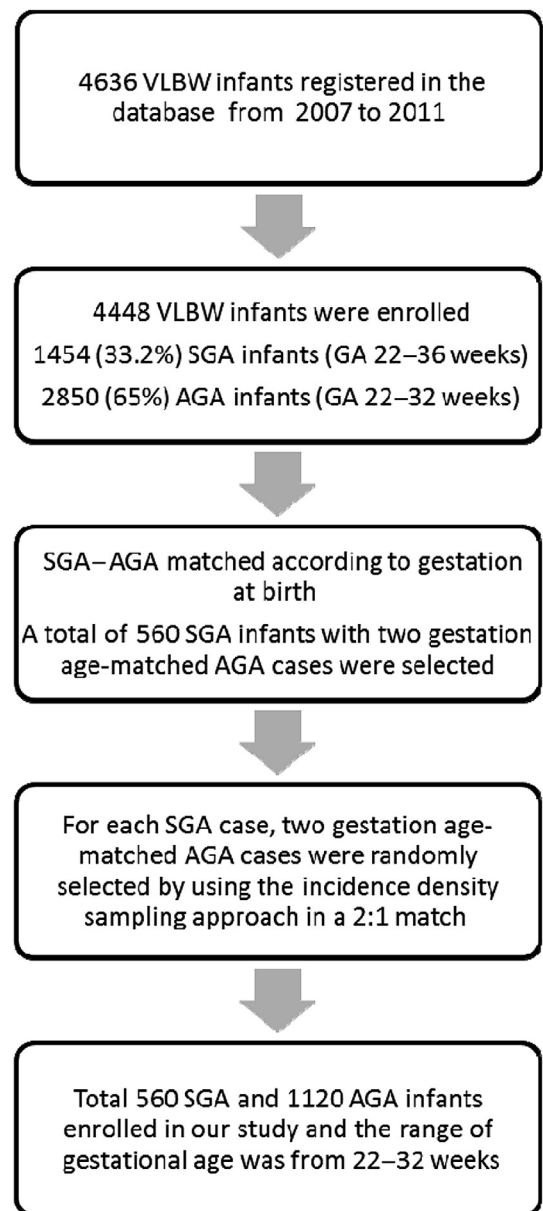 4636 VLBW infants registered in the
database from 2007 to 2011
4448 VLBW infants were enrolled
1454 (33.2%) SGA infants (GA 22–36 weeks)
2850 (65%) AGA infants (GA 22–32 weeks)
SGA–AGA matched according to gestation
at birth
A total of 560 SGA infants with two gestation
age-matched AGA cases were selected
For each SGA case, two gestation age-
matched AGA cases were randomly
selected by using the incidence density
sampling approach in a 2:1 match
Total 560 SGA and 1120 AGA infants
enrolled in our study and the range of
gestational age was from 22–32 weeks